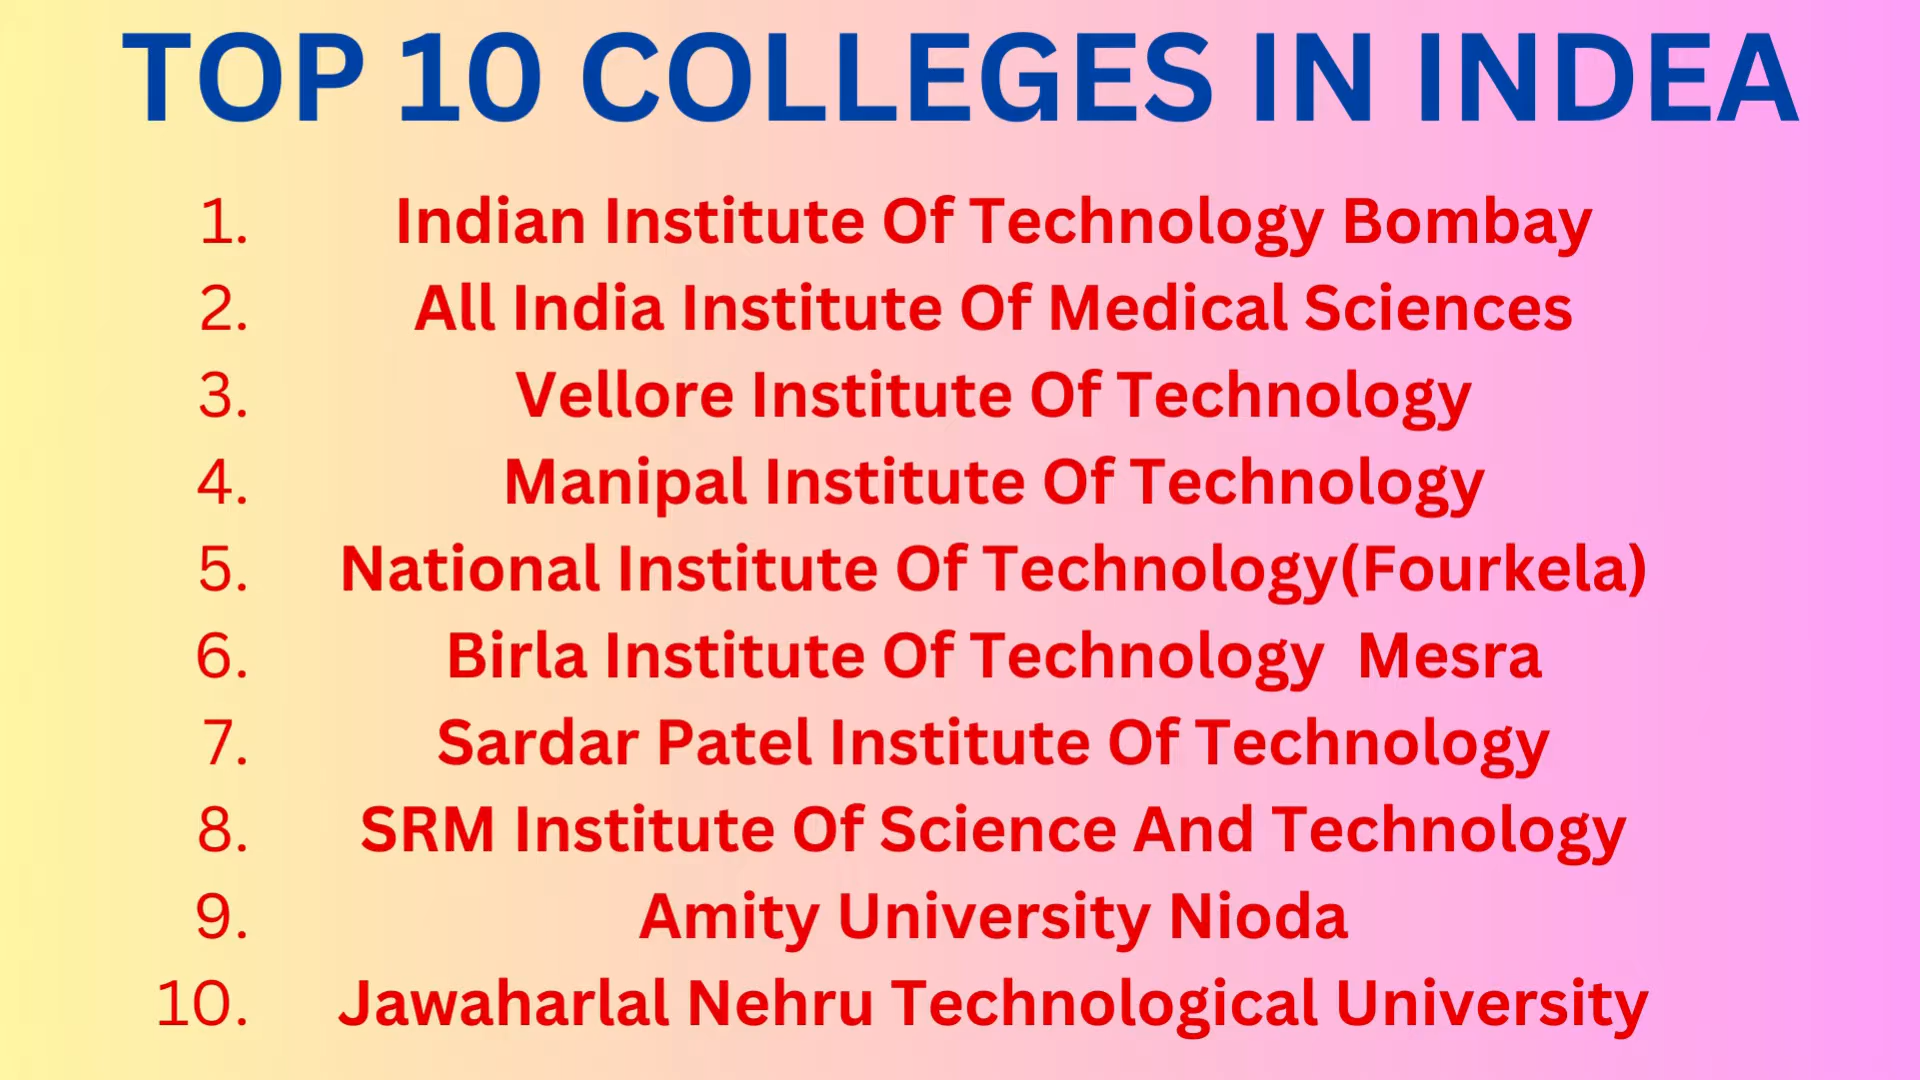 TOP 10 COLLEGES IN INDEA
1. Indian Institute Of Technology Bombay
2. All India Institute Of Medical Sciences
3. Vellore Institute Of Technology
4. Manipal Institute Of Technology
5. National Institute Of Technology(Fourkela)
6. Birla Institute Of Technology  Mesra
7. Sardar Patel Institute Of Technology
8. SRM Institute Of Science And Technology
9. Amity University Nioda
10. Jawaharlal Nehru Technological University